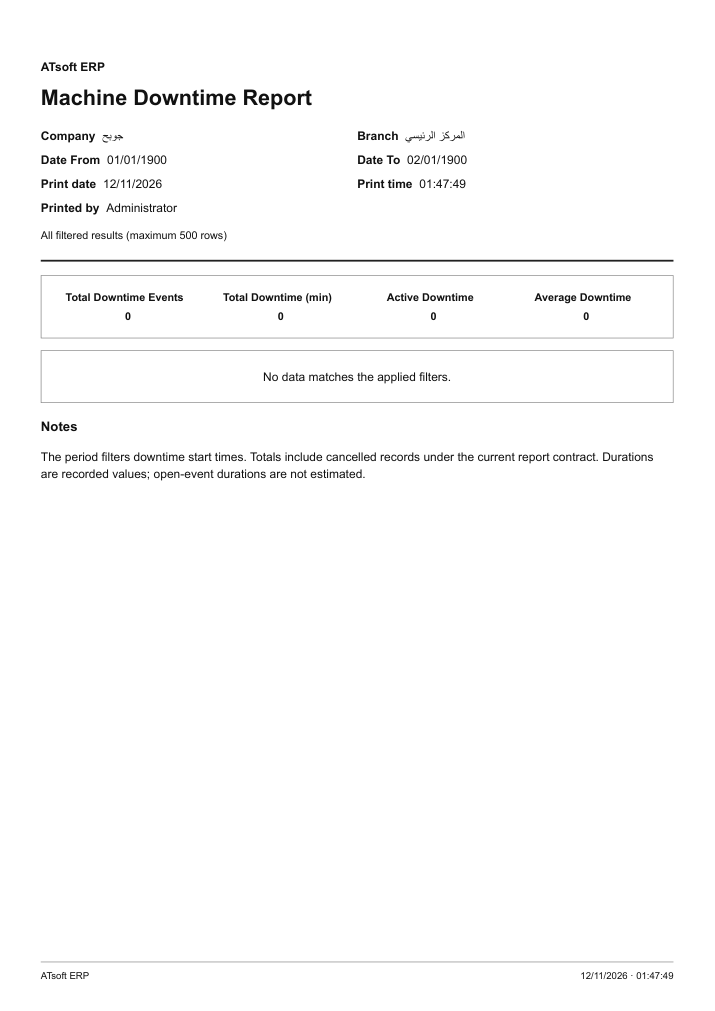 ATsoft ERP
Machine Downtime Report
Company جوبح Branch المركز الرئيسي
Date From 01/01/1900 Date To 02/01/1900
Print date 12/11/2026 Print time 01:47:49
Printed by Administrator
All filtered results (maximum 500 rows)
Total Downtime Events Total Downtime (min) Active Downtime Average Downtime
0 0 0 0
No data matches the applied filters.
Notes
The period filters downtime start times. Totals include cancelled records under the current report contract. Durations
are recorded values; open-event durations are not estimated.
ATsoft ERP 12/11/2026 · 01:47:49